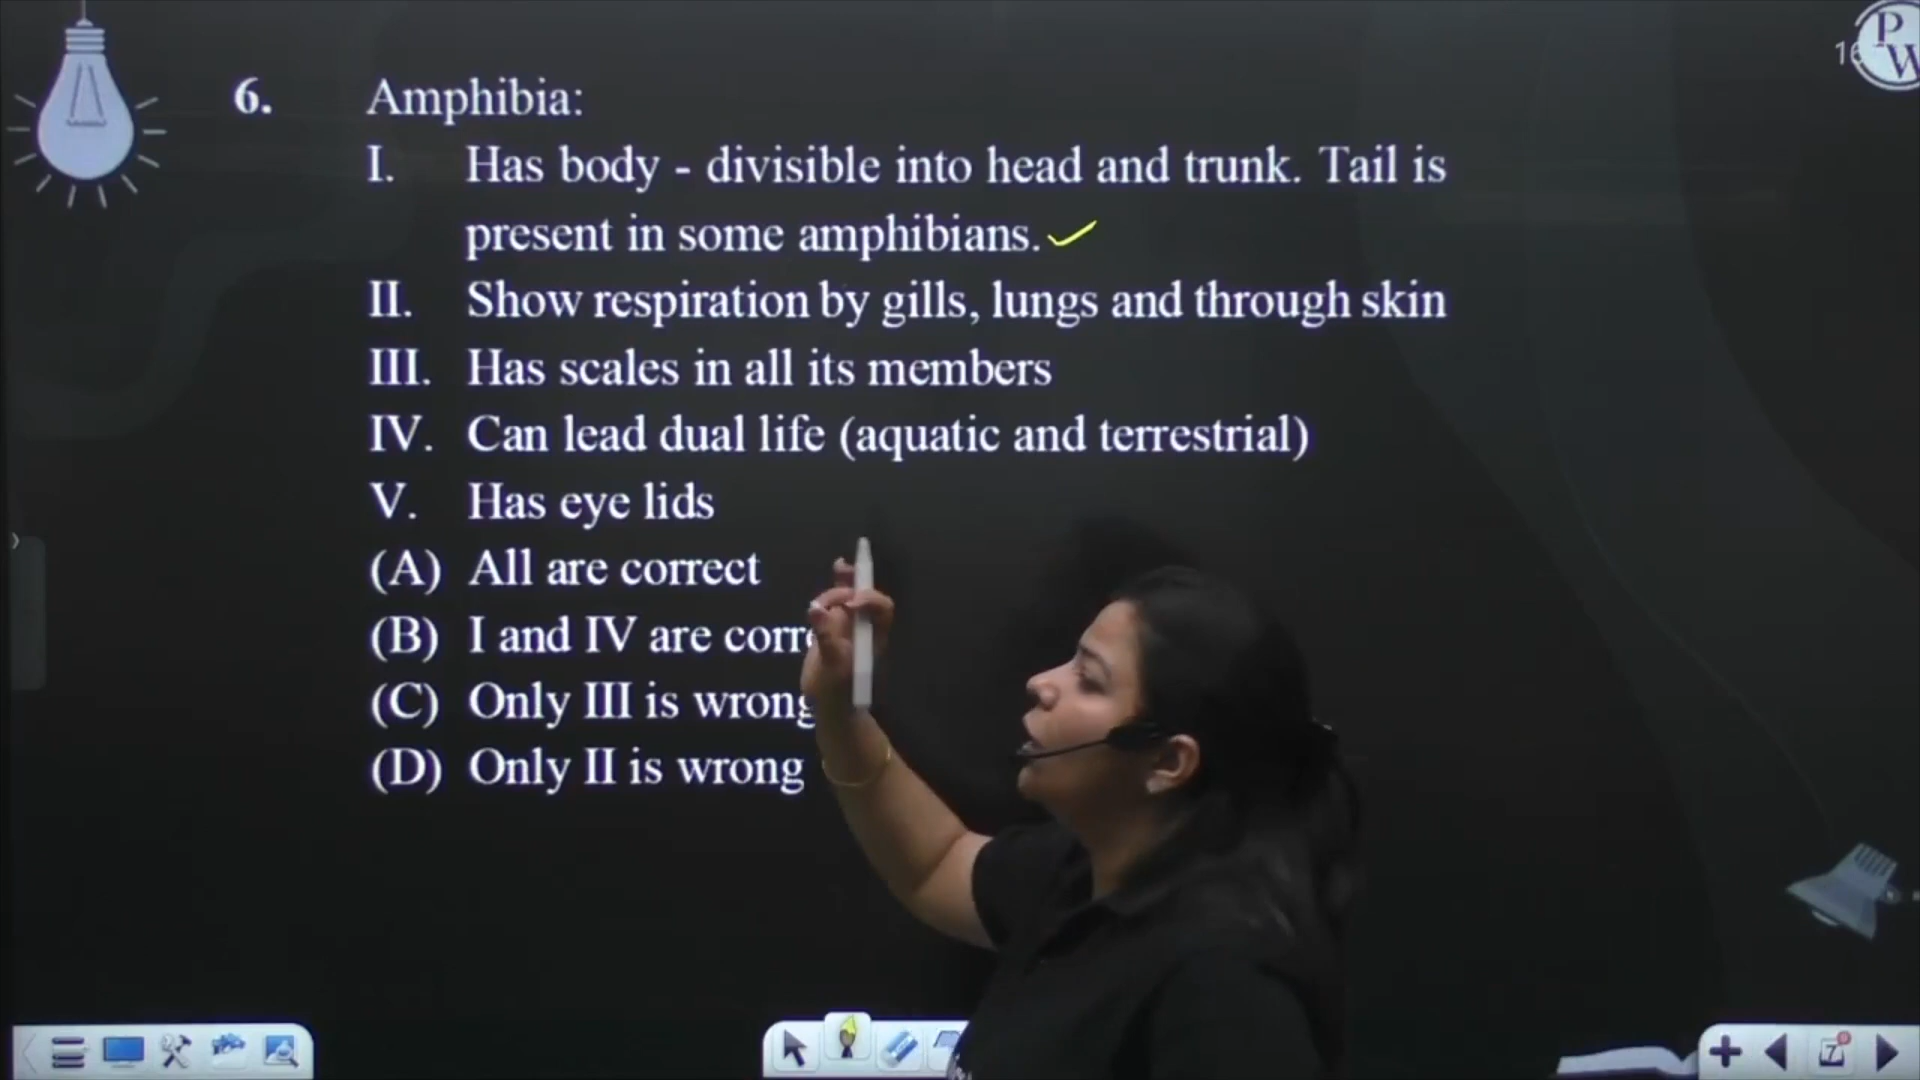 PW
6. Amphibia:
I. Has body - divisible into head and trunk. Tail is
present in some amphibians.
II. Show respiration by gills, lungs and through skin
III. Has scales in all its members
IV. Can lead dual life (aquatic and terrestrial)
V. Has eye lids
(A) All are correct
(B) I and IV are
(C) Only III is wrong
(D) Only II is wrong
7